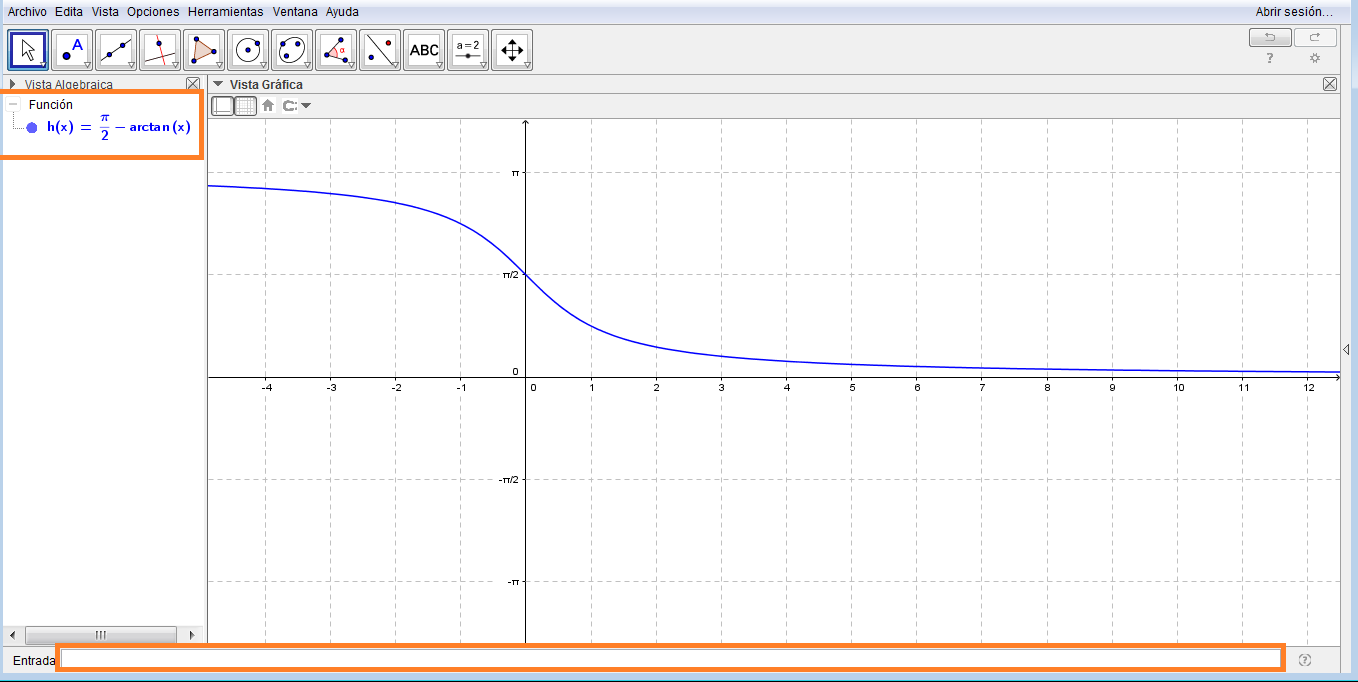 Archivo Edita Vista Opciones Herramientas Ventana Ayuda Abrir sesión...
A α ABC a = 2
Vista Algebraica
Vista Gráfica
Función
h(x) = π/2 − arctan (x)
π
π/2
0
-4 -3 -2 -1 0 1 2 3 4 5 6 7 8 9 10 11 12
-π/2
-π
Entrada